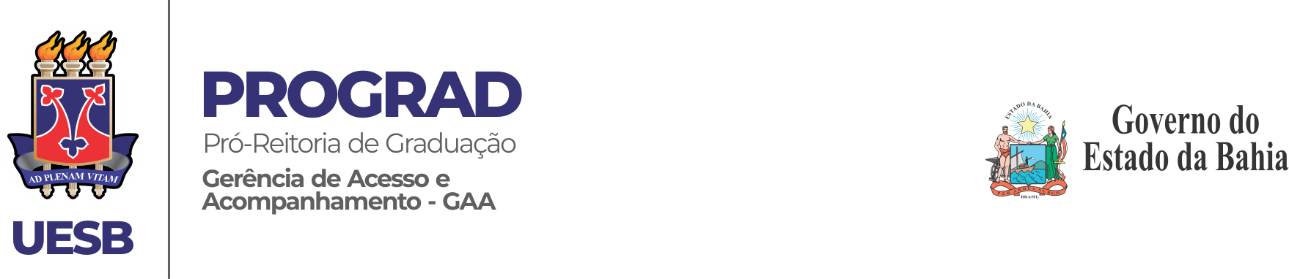 AD PLENAM VITAM
UESB
PROGRAD
Pró-Reitoria de Graduação
Gerência de Acesso e
Acompanhamento - GAA
ESTADO DA BAHIA
BRASIL
Governo do
Estado da Bahia